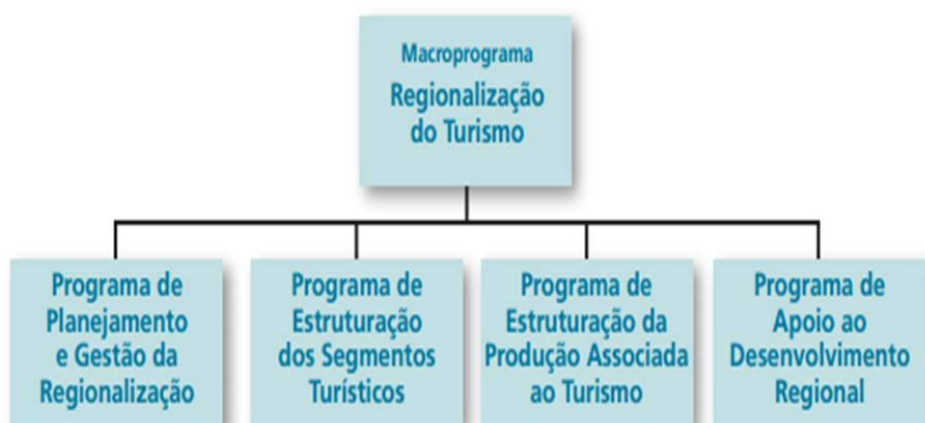 Macroprograma
Regionalização
do Turismo
Programa de
Planejamento
e Gestão da
Regionalização
Programa de
Estruturação
dos Segmentos
Turísticos
Programa de
Estruturação da
Produção Associada
ao Turismo
Programa de
Apoio ao
Desenvolvimento
Regional